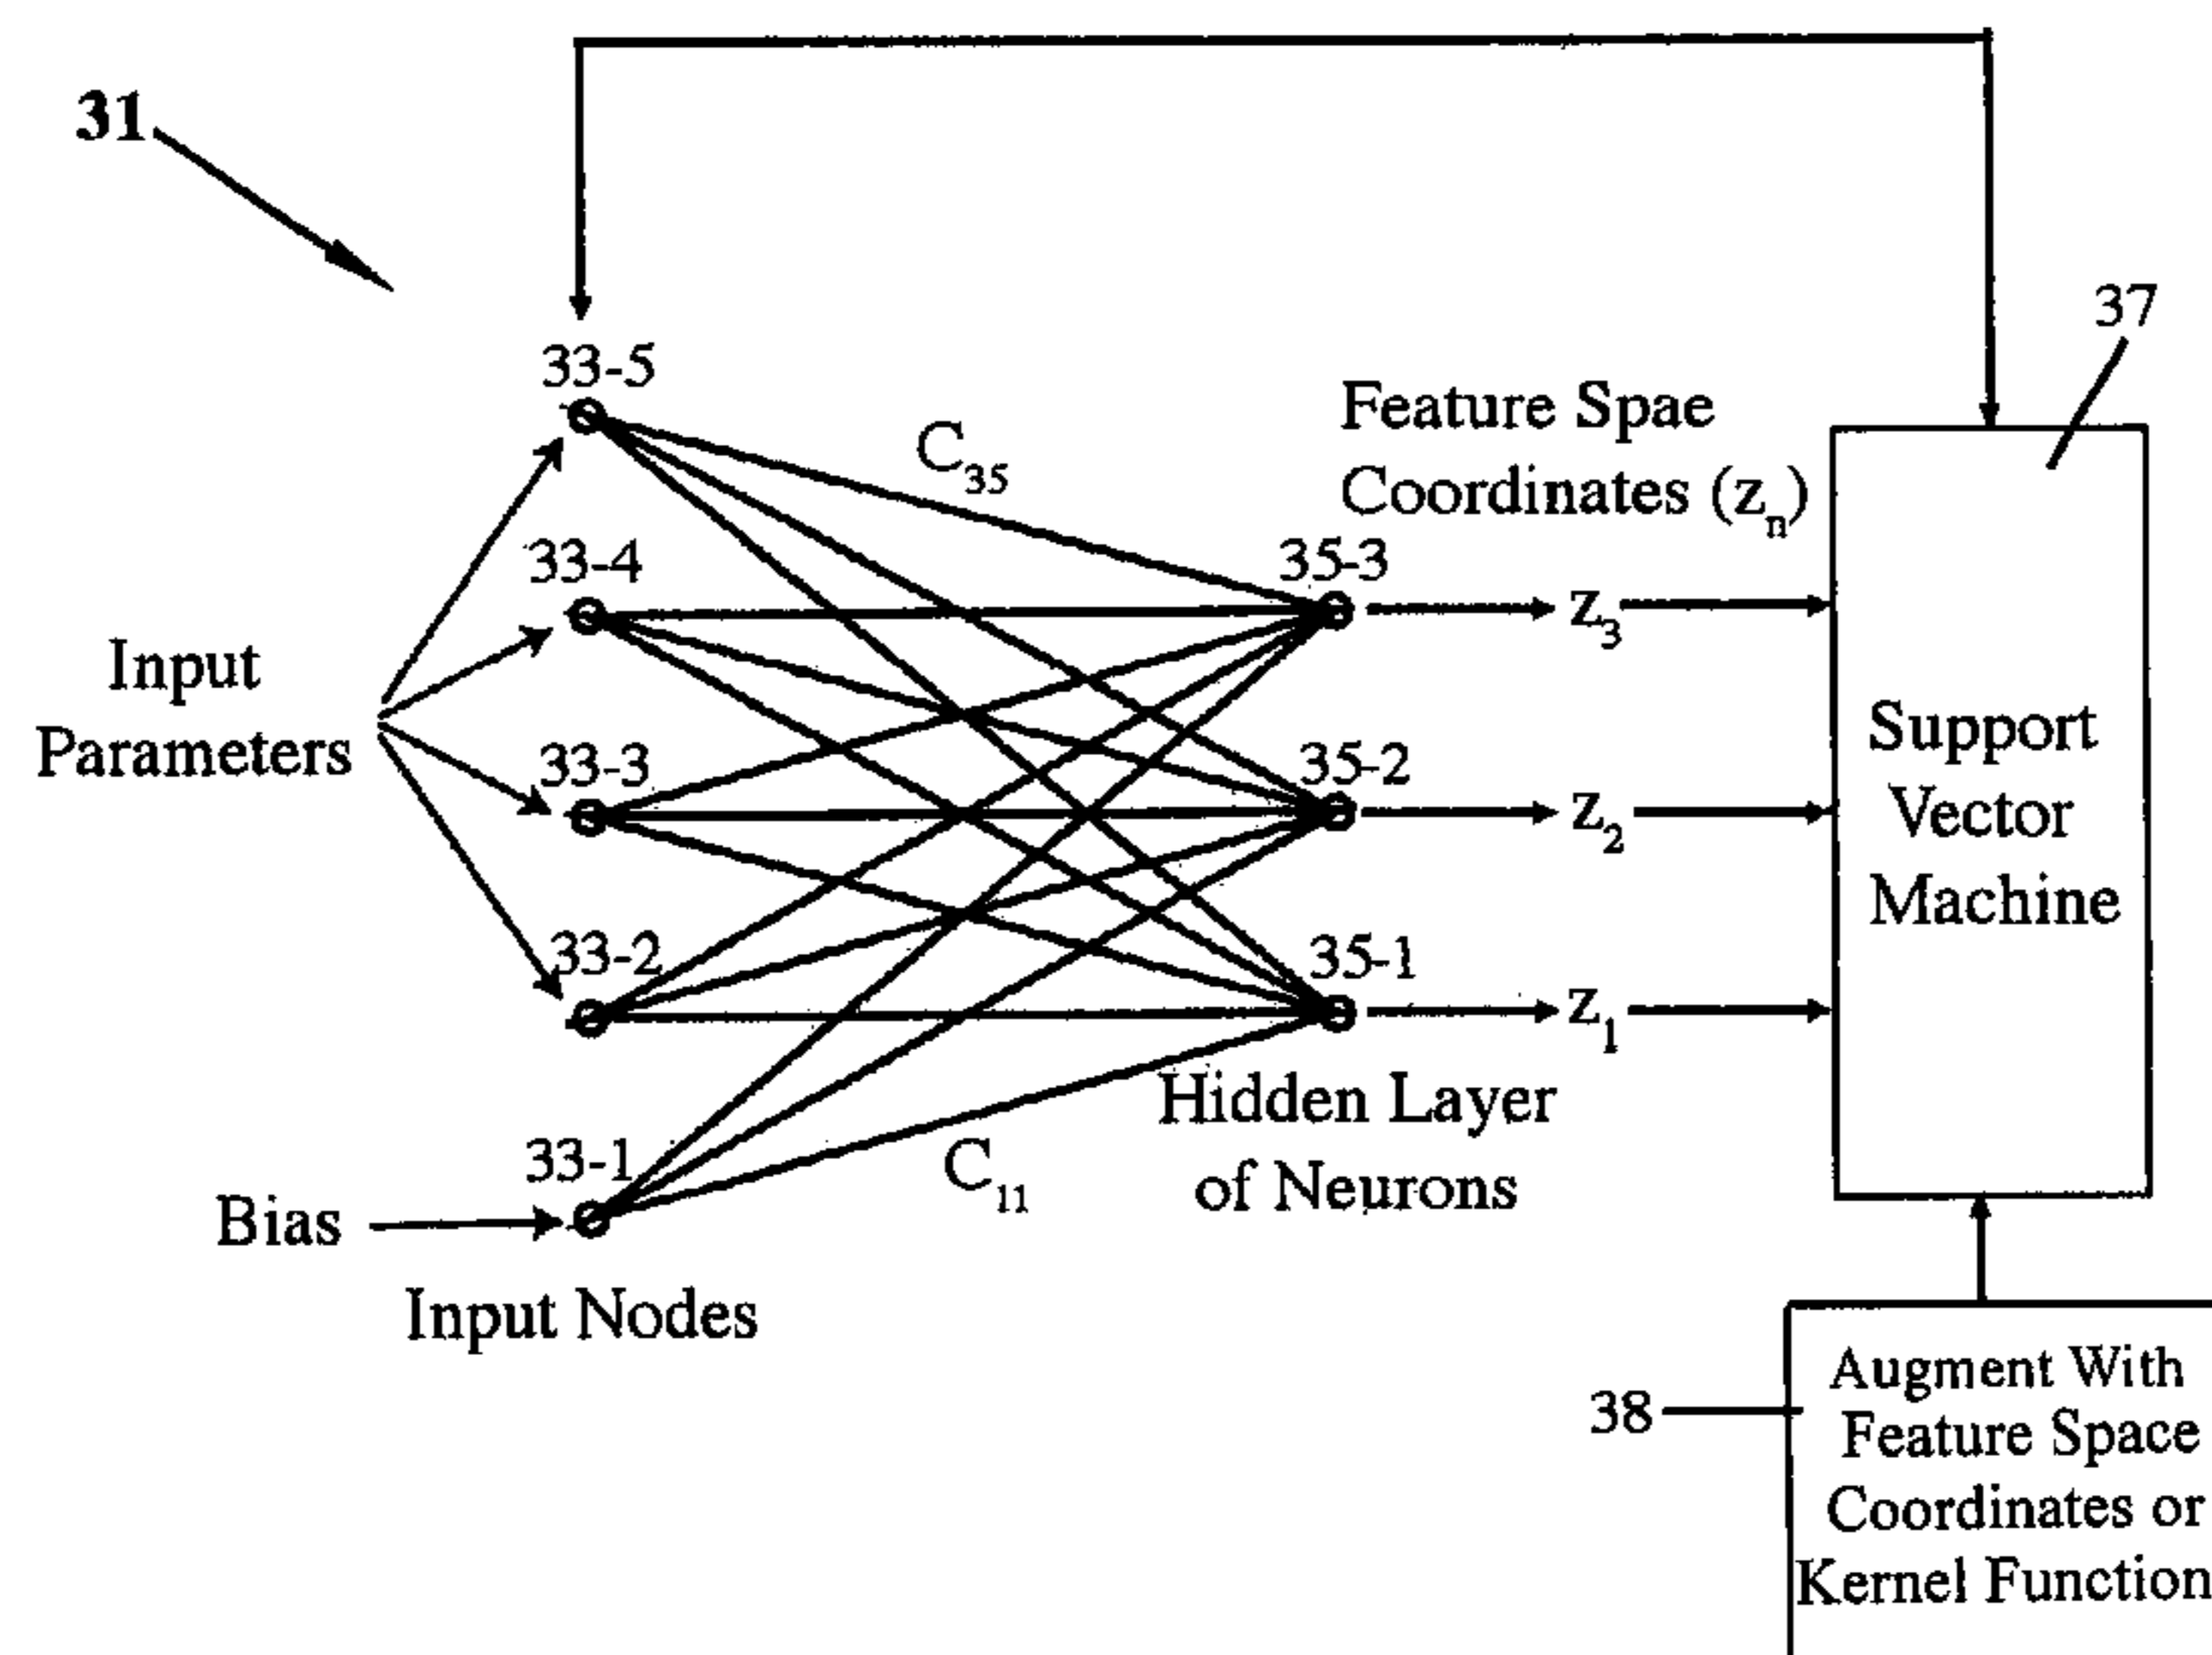 31
37
33-5
C35
Feature Spae
Coordinates (zn)
33-4
35-3
z3
Input
Parameters
33-3
35-2
z2
Support
Vector
Machine
33-2
35-1
z1
Hidden Layer
of Neurons
33-1
C11
Bias
Input Nodes
38
Augment With
Feature Space
Coordinates or
Kernel Function